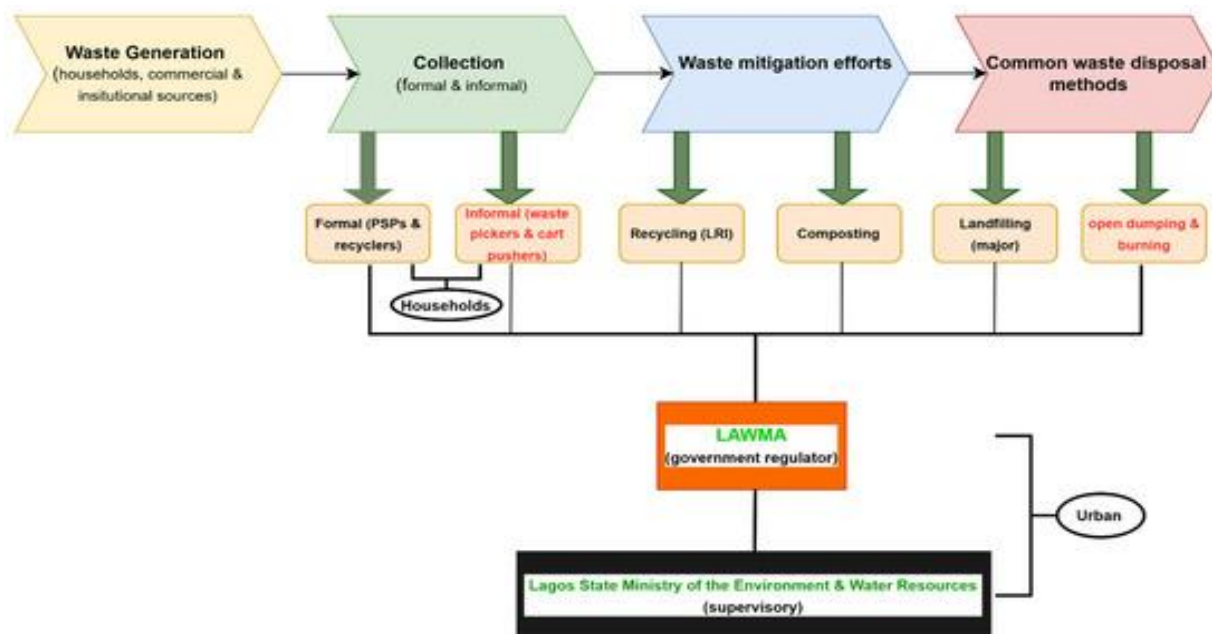 Waste Generation
(households, commercial &
insitutional sources)
Collection
(formal & informal)
Waste mitigation efforts
Common waste disposal
methods
Formal (PSPs &
recyclers)
Informal (waste
pickers & cart
pushers)
Recycling (LRI)
Composting
Landfilling
(major)
open dumping &
burning
Households
LAWMA
(government regulator)
Urban
Lagos State Ministry of the Environment & Water Resources
(supervisory)